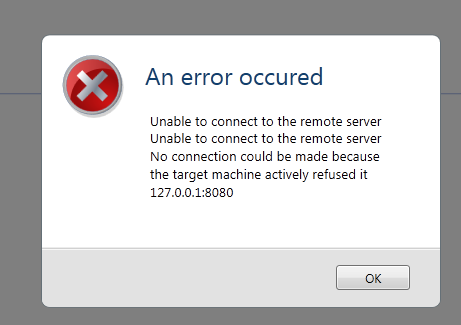 An error occured
Unable to connect to the remote server
Unable to connect to the remote server
No connection could be made because
the target machine actively refused it
127.0.0.1:8080
OK